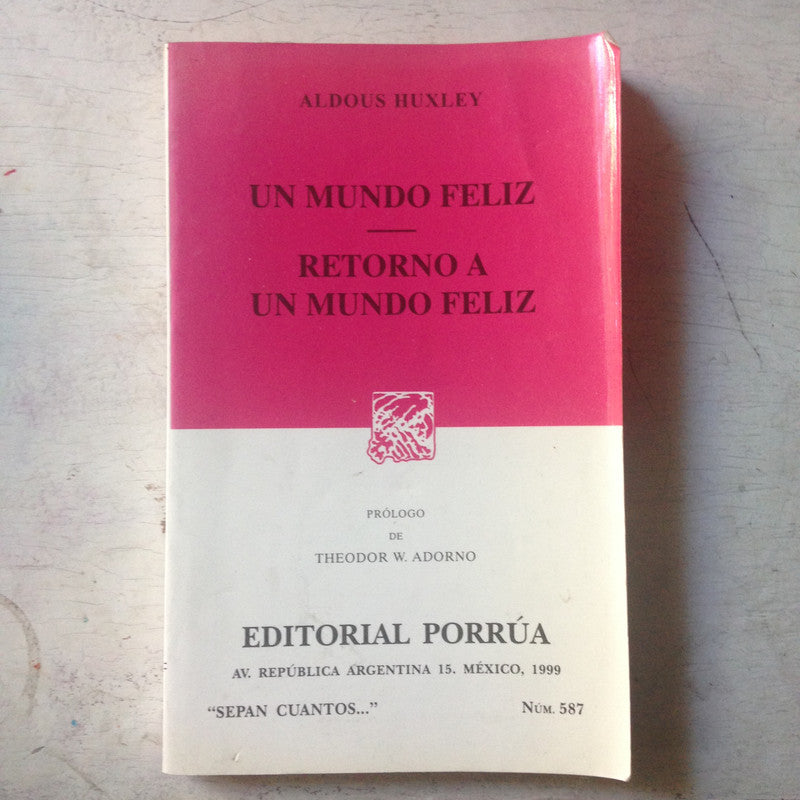 ALDOUS HUXLEY
UN MUNDO FELIZ
RETORNO A
UN MUNDO FELIZ
PRÓLOGO
DE
THEODOR W. ADORNO
EDITORIAL PORRÚA
AV. REPÚBLICA ARGENTINA 15. MÉXICO, 1999
“SEPAN CUANTOS...” NÚM. 587